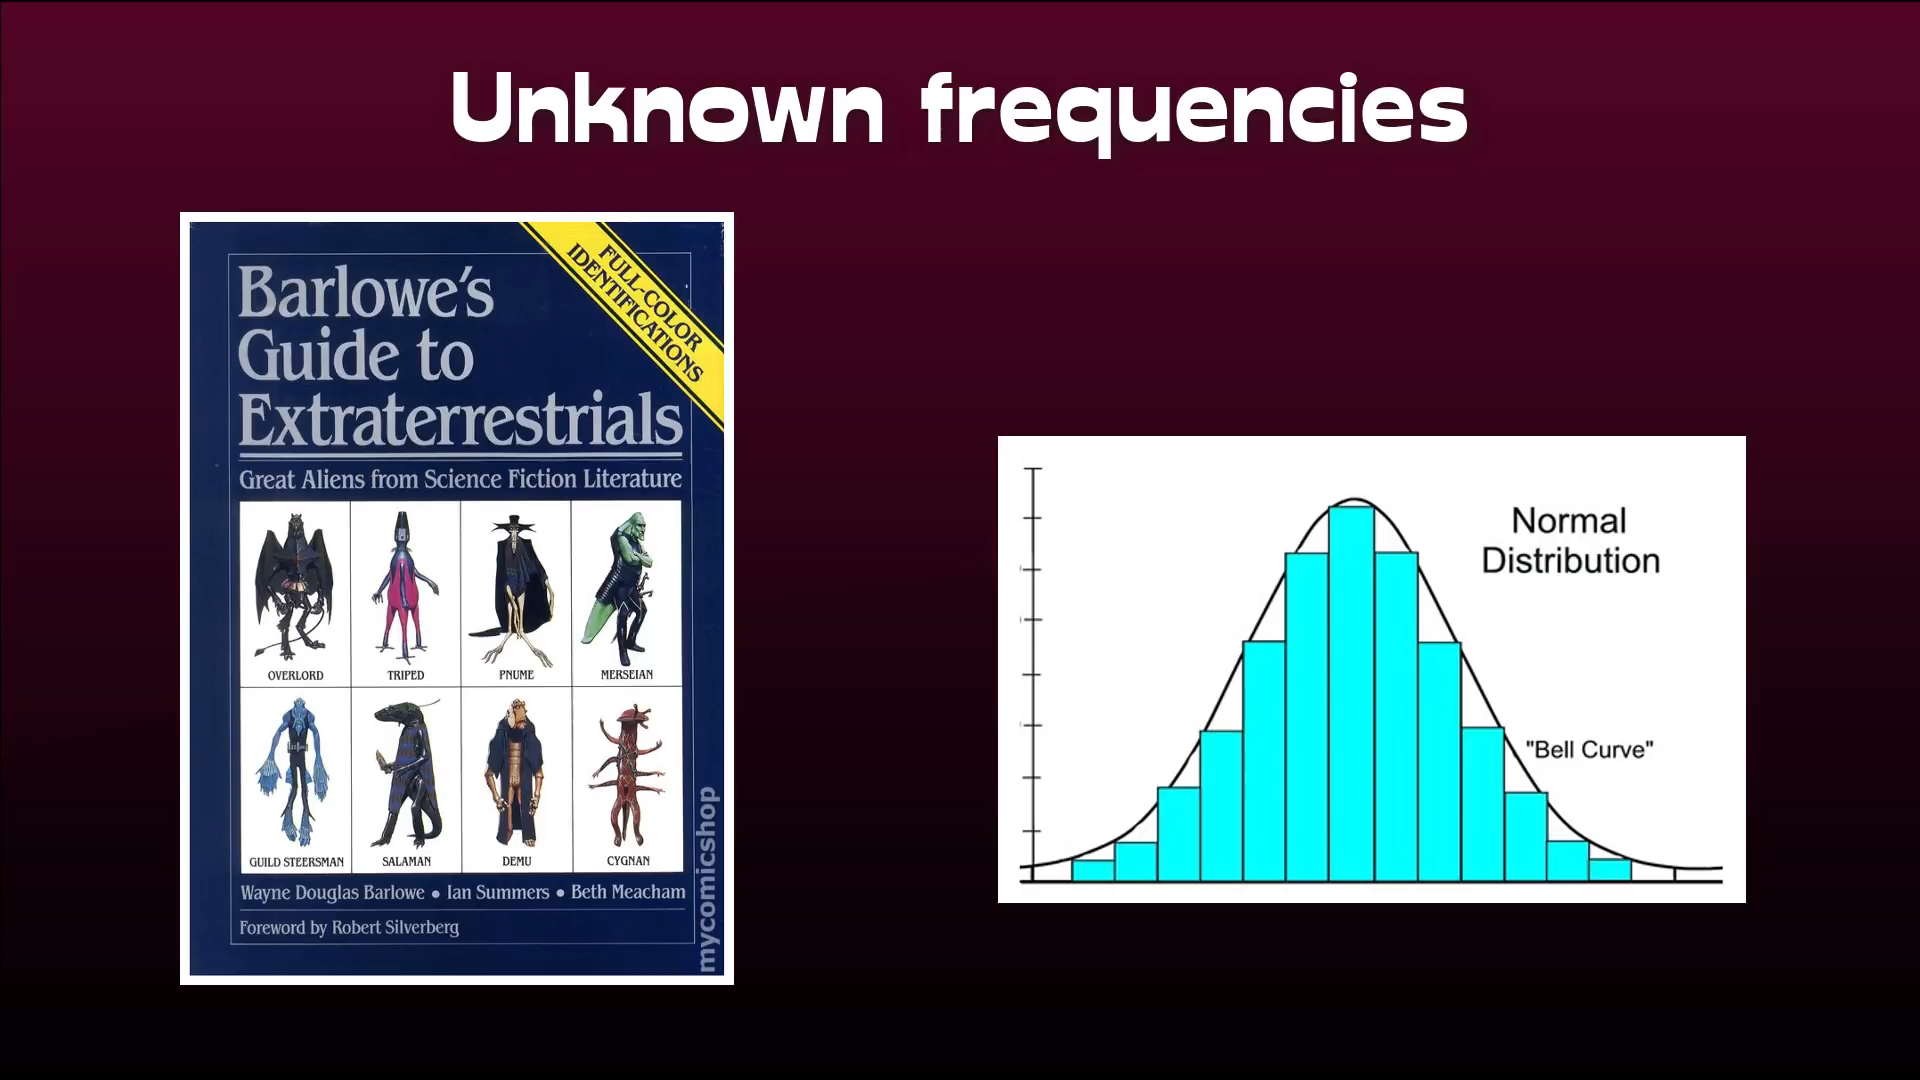 Unknown frequencies
FULL-COLOR
IDENTIFICATIONS
Barlowe's
Guide to
Extraterrestrials
Great Aliens from Science Fiction Literature
OVERLORD
TRIPED
PNUME
MERSEIAN
GUILD STEERSMAN
SALAMAN
DEMU
CYGNAN
Wayne Douglas Barlowe • Ian Summers • Beth Meacham
Foreword by Robert Silverberg
mycomicshop
Normal
Distribution
"Bell Curve"